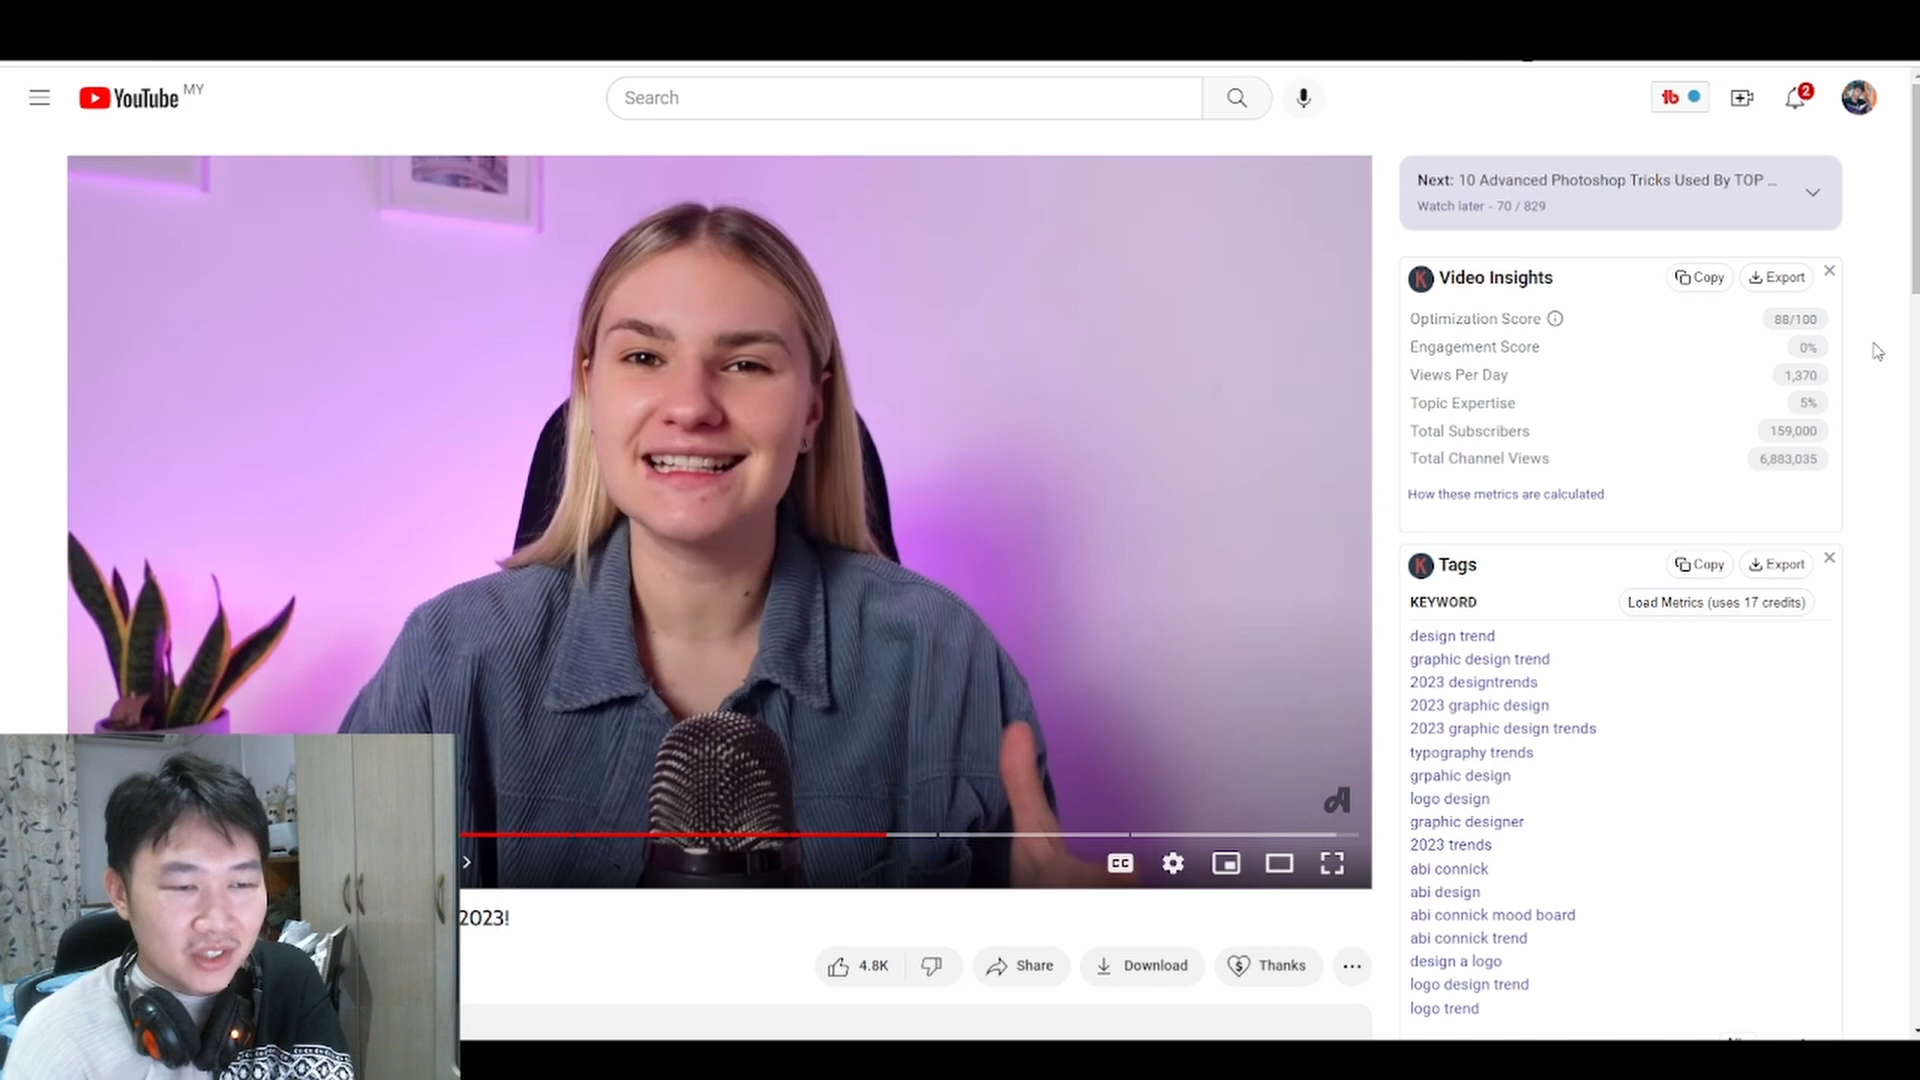 YouTube MY
Search
tb
2
Next: 10 Advanced Photoshop Tricks Used By TOP ...
Watch later - 70 / 829
K Video Insights
Copy
Export
Optimization Score 88/100
Engagement Score 0%
Views Per Day 1,370
Topic Expertise 5%
Total Subscribers 159,000
Total Channel Views 6,883,035
How these metrics are calculated
K Tags
Copy
Export
KEYWORD
Load Metrics (uses 17 credits)
design trend
graphic design trend
2023 designtrends
2023 graphic design
2023 graphic design trends
typography trends
grpahic design
logo design
graphic designer
2023 trends
abi connick
abi design
abi connick mood board
abi connick trend
design a logo
logo design trend
logo trend
CC
2023!
4.8K
Share
Download
$ Thanks